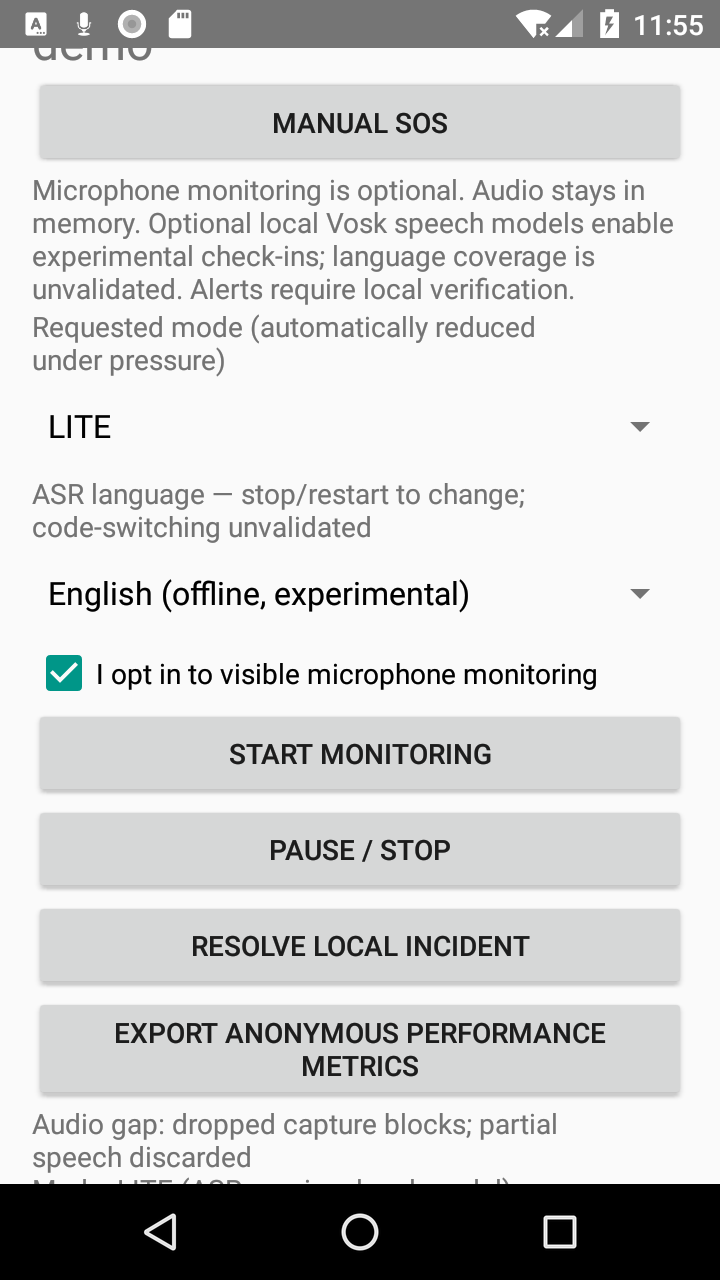 11:55
demo
MANUAL SOS
Microphone monitoring is optional. Audio stays in
memory. Optional local Vosk speech models enable
experimental check-ins; language coverage is
unvalidated. Alerts require local verification.
Requested mode (automatically reduced
under pressure)
LITE
ASR language — stop/restart to change;
code-switching unvalidated
English (offline, experimental)
I opt in to visible microphone monitoring
START MONITORING
PAUSE / STOP
RESOLVE LOCAL INCIDENT
EXPORT ANONYMOUS PERFORMANCE
METRICS
Audio gap: dropped capture blocks; partial
speech discarded